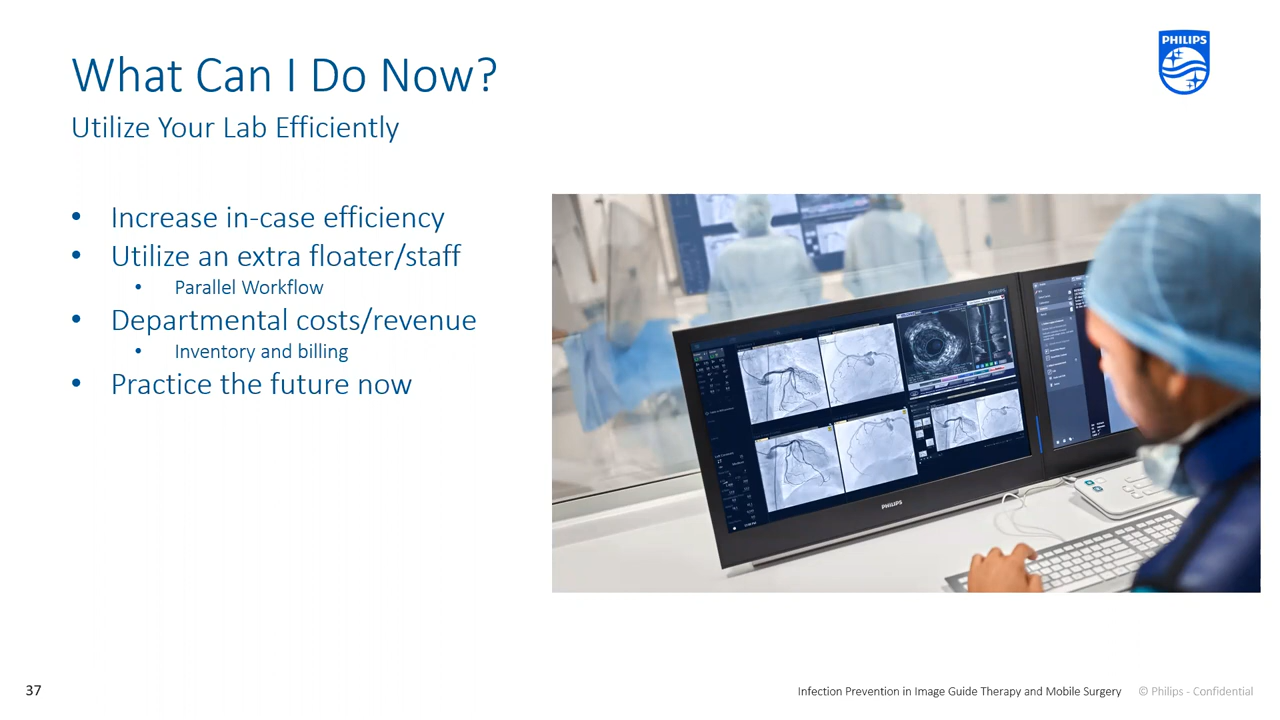 What Can I Do Now?
PHILIPS
Utilize Your Lab Efficiently
• Increase in-case efficiency
• Utilize an extra floater/staff
• Parallel Workflow
• Departmental costs/revenue
• Inventory and billing
• Practice the future now
PHILIPS
37
Infection Prevention in Image Guide Therapy and Mobile Surgery
© Philips - Confidential